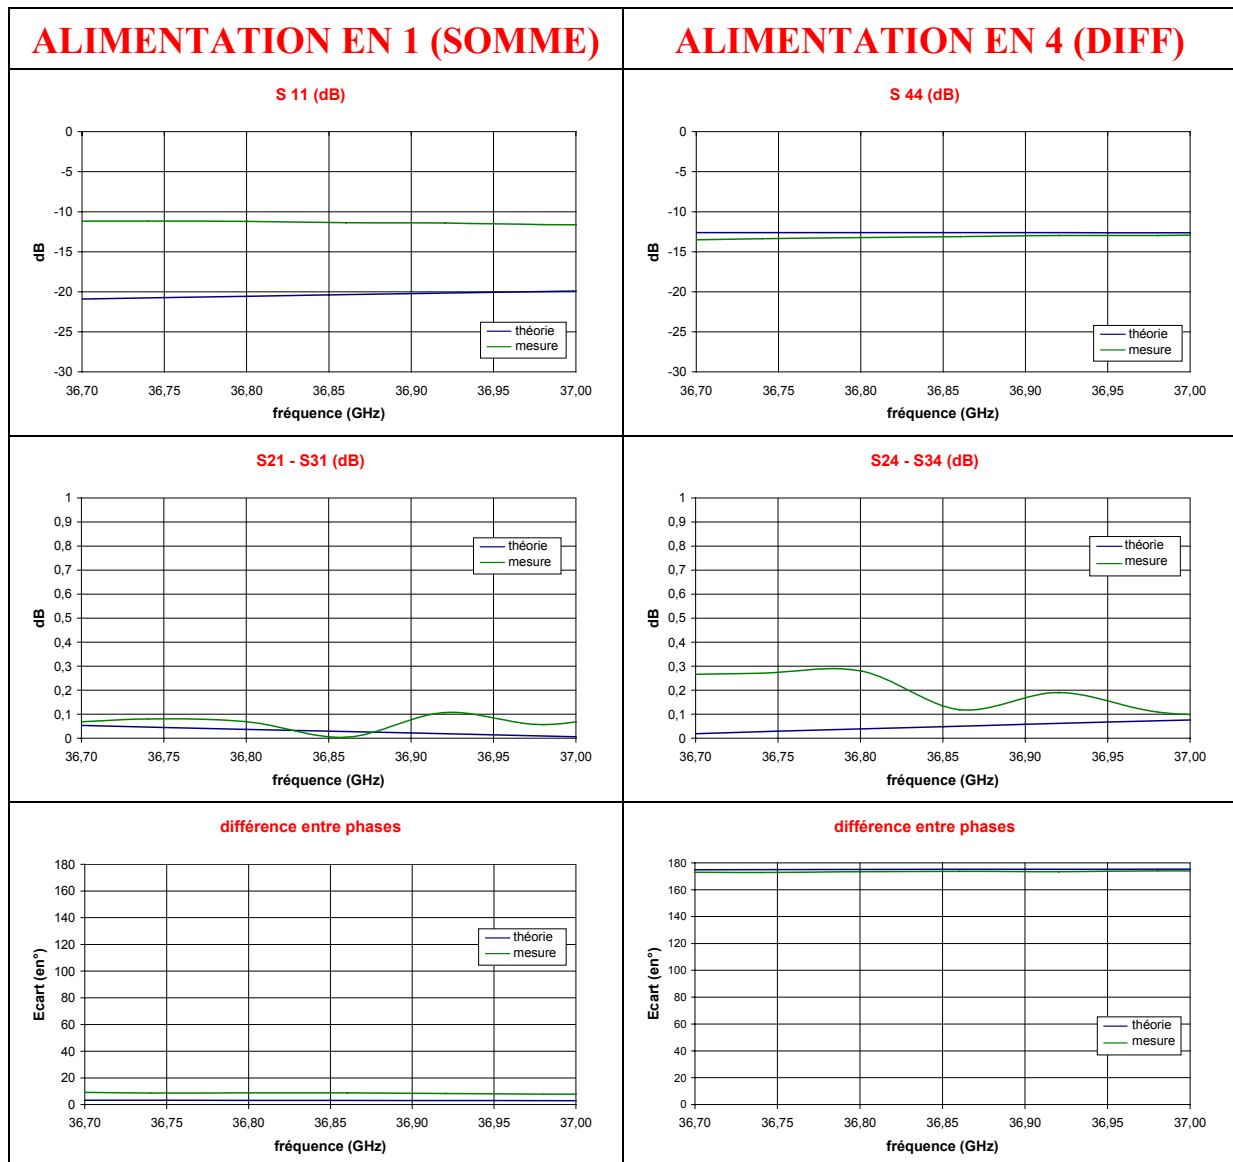 ALIMENTATION EN 1 (SOMME)
ALIMENTATION EN 4 (DIFF)
S 11 (dB)
0
-5
-10
-15
-20
-25
-30
dB
théorie
mesure
36,70 36,75 36,80 36,85 36,90 36,95 37,00
fréquence (GHz)
S 44 (dB)
0
-5
-10
-15
-20
-25
-30
dB
théorie
mesure
36,70 36,75 36,80 36,85 36,90 36,95 37,00
fréquence (GHz)
S21 - S31 (dB)
1
0,9
0,8
0,7
0,6
0,5
0,4
0,3
0,2
0,1
0
dB
théorie
mesure
36,70 36,75 36,80 36,85 36,90 36,95 37,00
fréquence (GHz)
S24 - S34 (dB)
1
0,9
0,8
0,7
0,6
0,5
0,4
0,3
0,2
0,1
0
dB
théorie
mesure
36,70 36,75 36,80 36,85 36,90 36,95 37,00
fréquence (GHz)
différence entre phases
180
160
140
120
100
80
60
40
20
0
Ecart (en°)
théorie
mesure
36,70 36,75 36,80 36,85 36,90 36,95 37,00
fréquence (GHz)
différence entre phases
180
160
140
120
100
80
60
40
20
0
Ecart (en°)
théorie
mesure
36,70 36,75 36,80 36,85 36,90 36,95 37,00
fréquence (GHz)